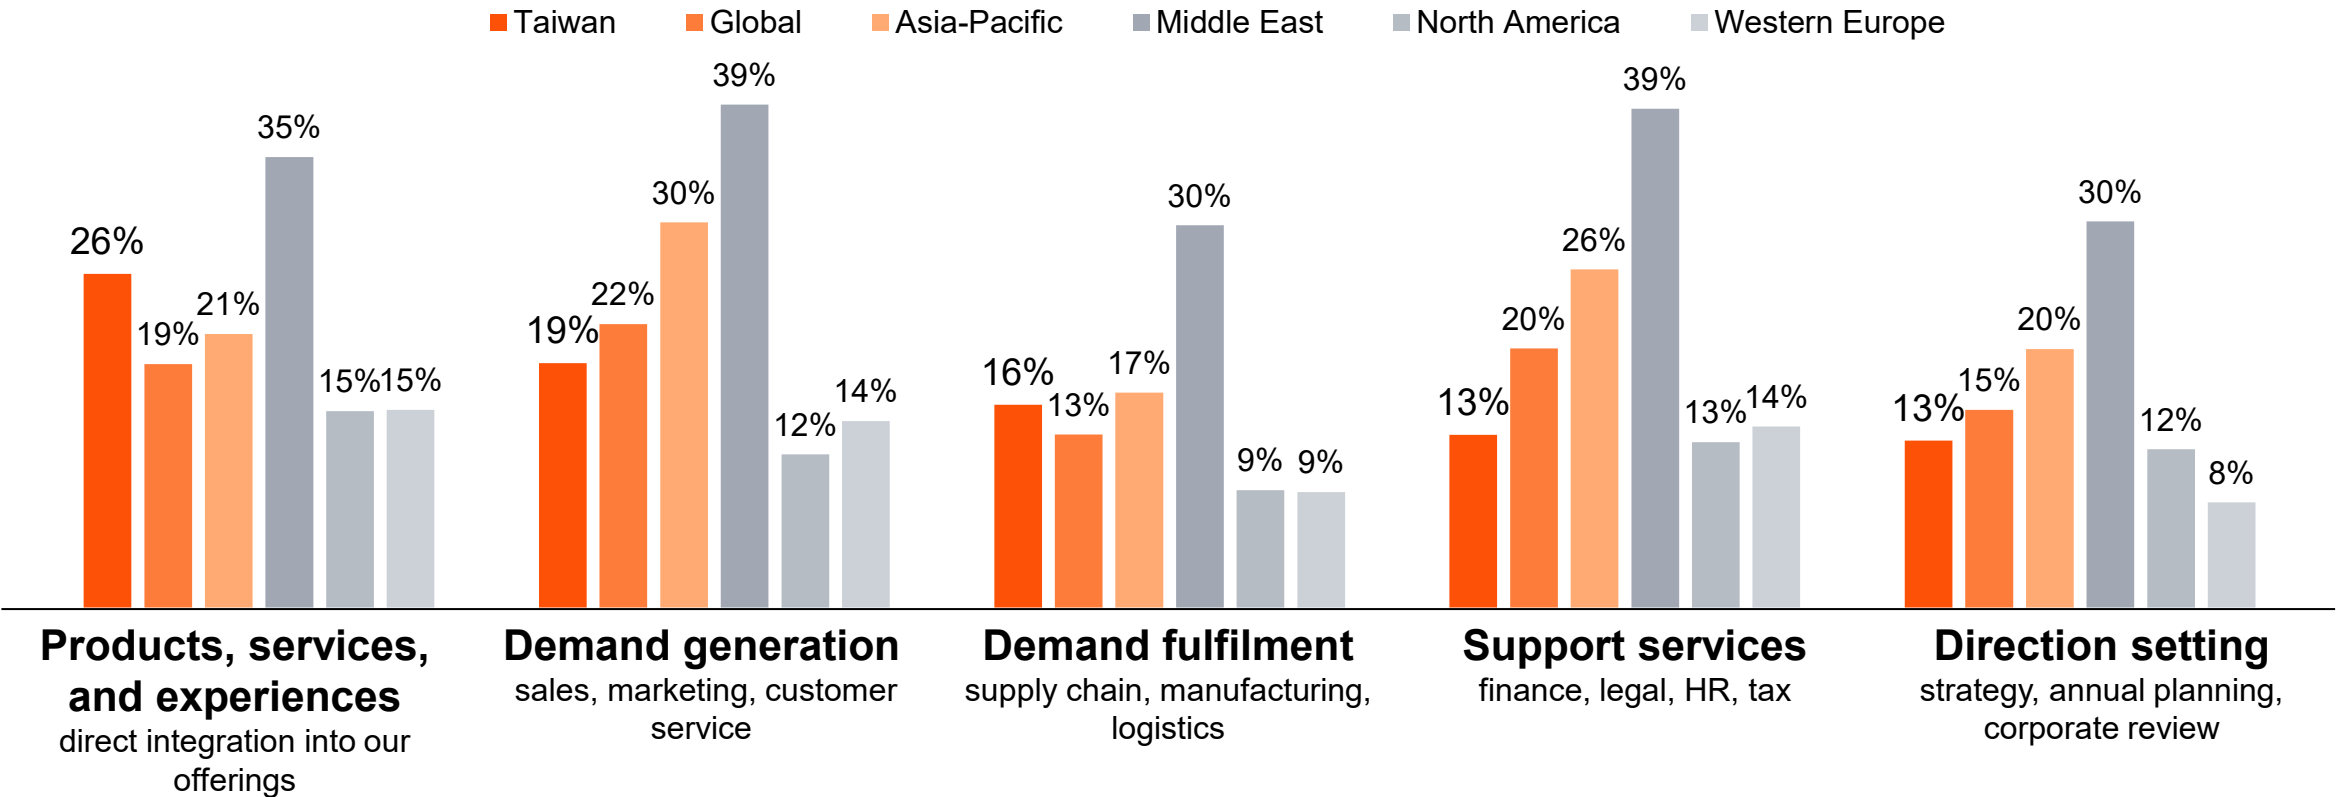 Taiwan Global Asia-Pacific Middle East North America Western Europe
26% 19% 21% 35% 15% 15%
19% 22% 30% 39% 12% 14%
16% 13% 17% 30% 9% 9%
13% 20% 26% 39% 13% 14%
13% 15% 20% 30% 12% 8%
Products, services,
and experiences
direct integration into our
offerings
Demand generation
sales, marketing, customer
service
Demand fulfilment
supply chain, manufacturing,
logistics
Support services
finance, legal, HR, tax
Direction setting
strategy, annual planning,
corporate review